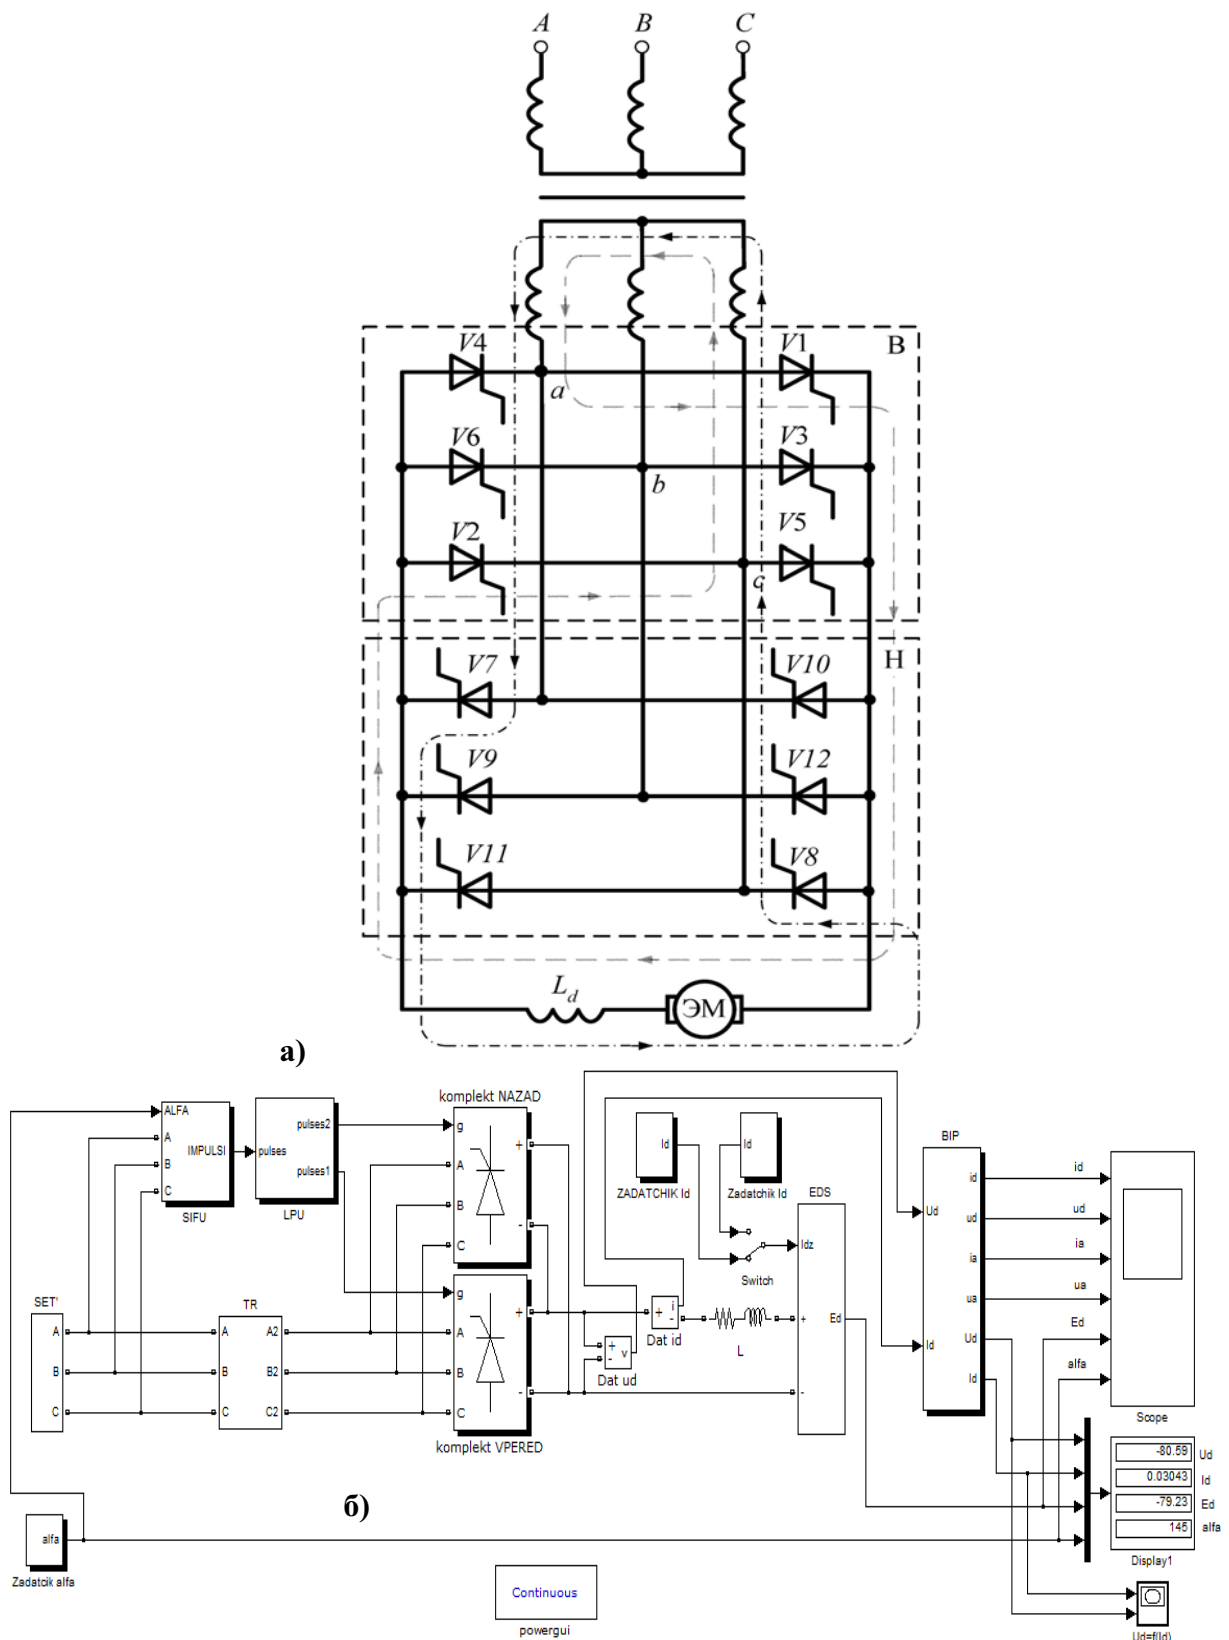 A B C
B
V4 V1
a
V6 V3
b
V2 V5
c
H
V7 V10
V9 V12
V11 V8
Ld ЭМ
а)
komplekt NAZAD
ALFA
A
B
C
IMPULSI
SIFU
pulses
pulses2
pulses1
LPU
g
A
B
C
+
-
Id
ZADATCHIK Id
Id
Zadatchik Id
Switch
EDS
Idz
+
-
Ed
BIP
Ud
Id
id
ud
ia
ua
Ud
Id
id
ud
ia
ua
Ed
alfa
Scope
SET'
A
B
C
TR
A
B
C
A2
B2
C2
g
A
B
C
+
-
komplekt VPERED
+
-
i
Dat id
+
-
v
Dat ud
L
-80.59 Ud
0.03043 Id
-79.23 Ed
145 alfa
Display1
б)
alfa
Zadatcik alfa
Continuous
powergui
Ud=f(Id)